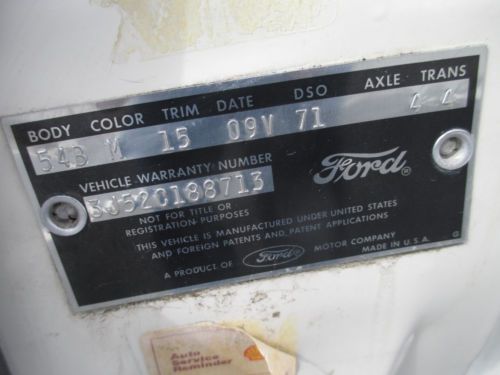 BODY COLOR TRIM DATE DSO AXLE TRANS
54B M 15 09V 71 4 4
VEHICLE WARRANTY NUMBER
3J52C188713
Ford®
NOT FOR TITLE OR
REGISTRATION PURPOSES
THIS VEHICLE IS MANUFACTURED UNDER UNITED STATES
AND FOREIGN PATENTS AND PATENT APPLICATIONS
A PRODUCT OF Ford MOTOR COMPANY
MADE IN U.S.A. G
Auto
Service
Reminder